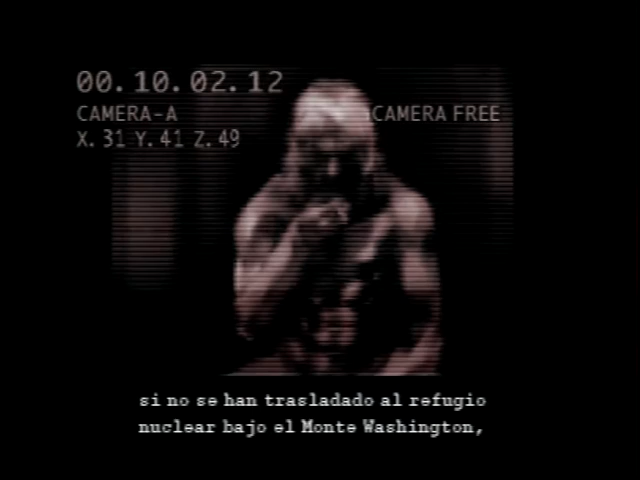 00.10.02.12
CAMERA-A
CAMERA FREE
X.31 Y.41 Z.49
si no se han trasladado al refugio
nuclear bajo el Monte Washington,